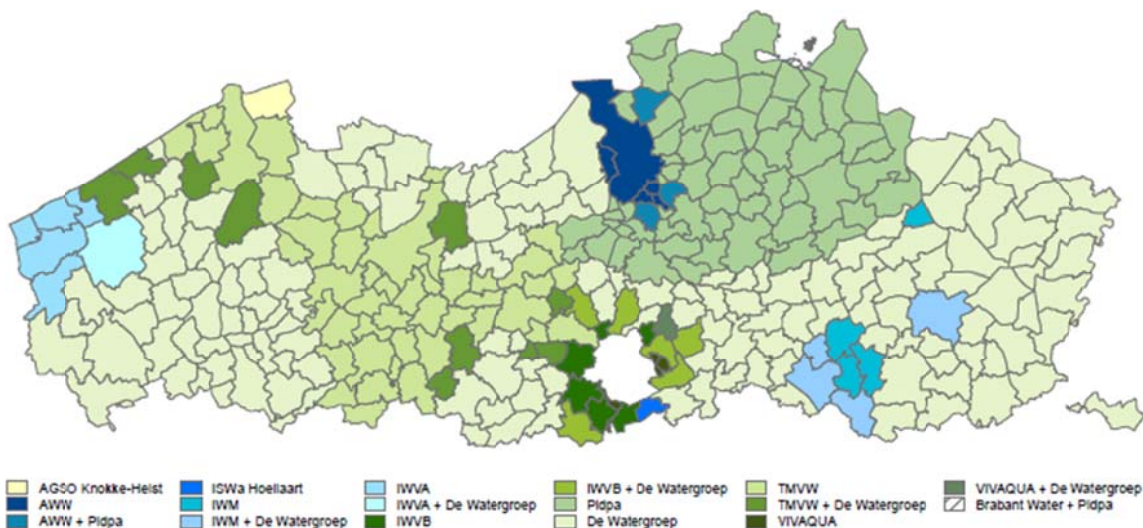 AGSO Knokke-Heist
ISWa Hoeilaart
IWVA
IWVB + De Watergroep
TMVW
VIVAQUA + De Watergroep
AWW
IWM
IWVA + De Watergroep
Pidpa
TMVW + De Watergroep
Brabant Water + Pidpa
AWW + Pidpa
IWM + De Watergroep
IWVB
De Watergroep
VIVAQUA